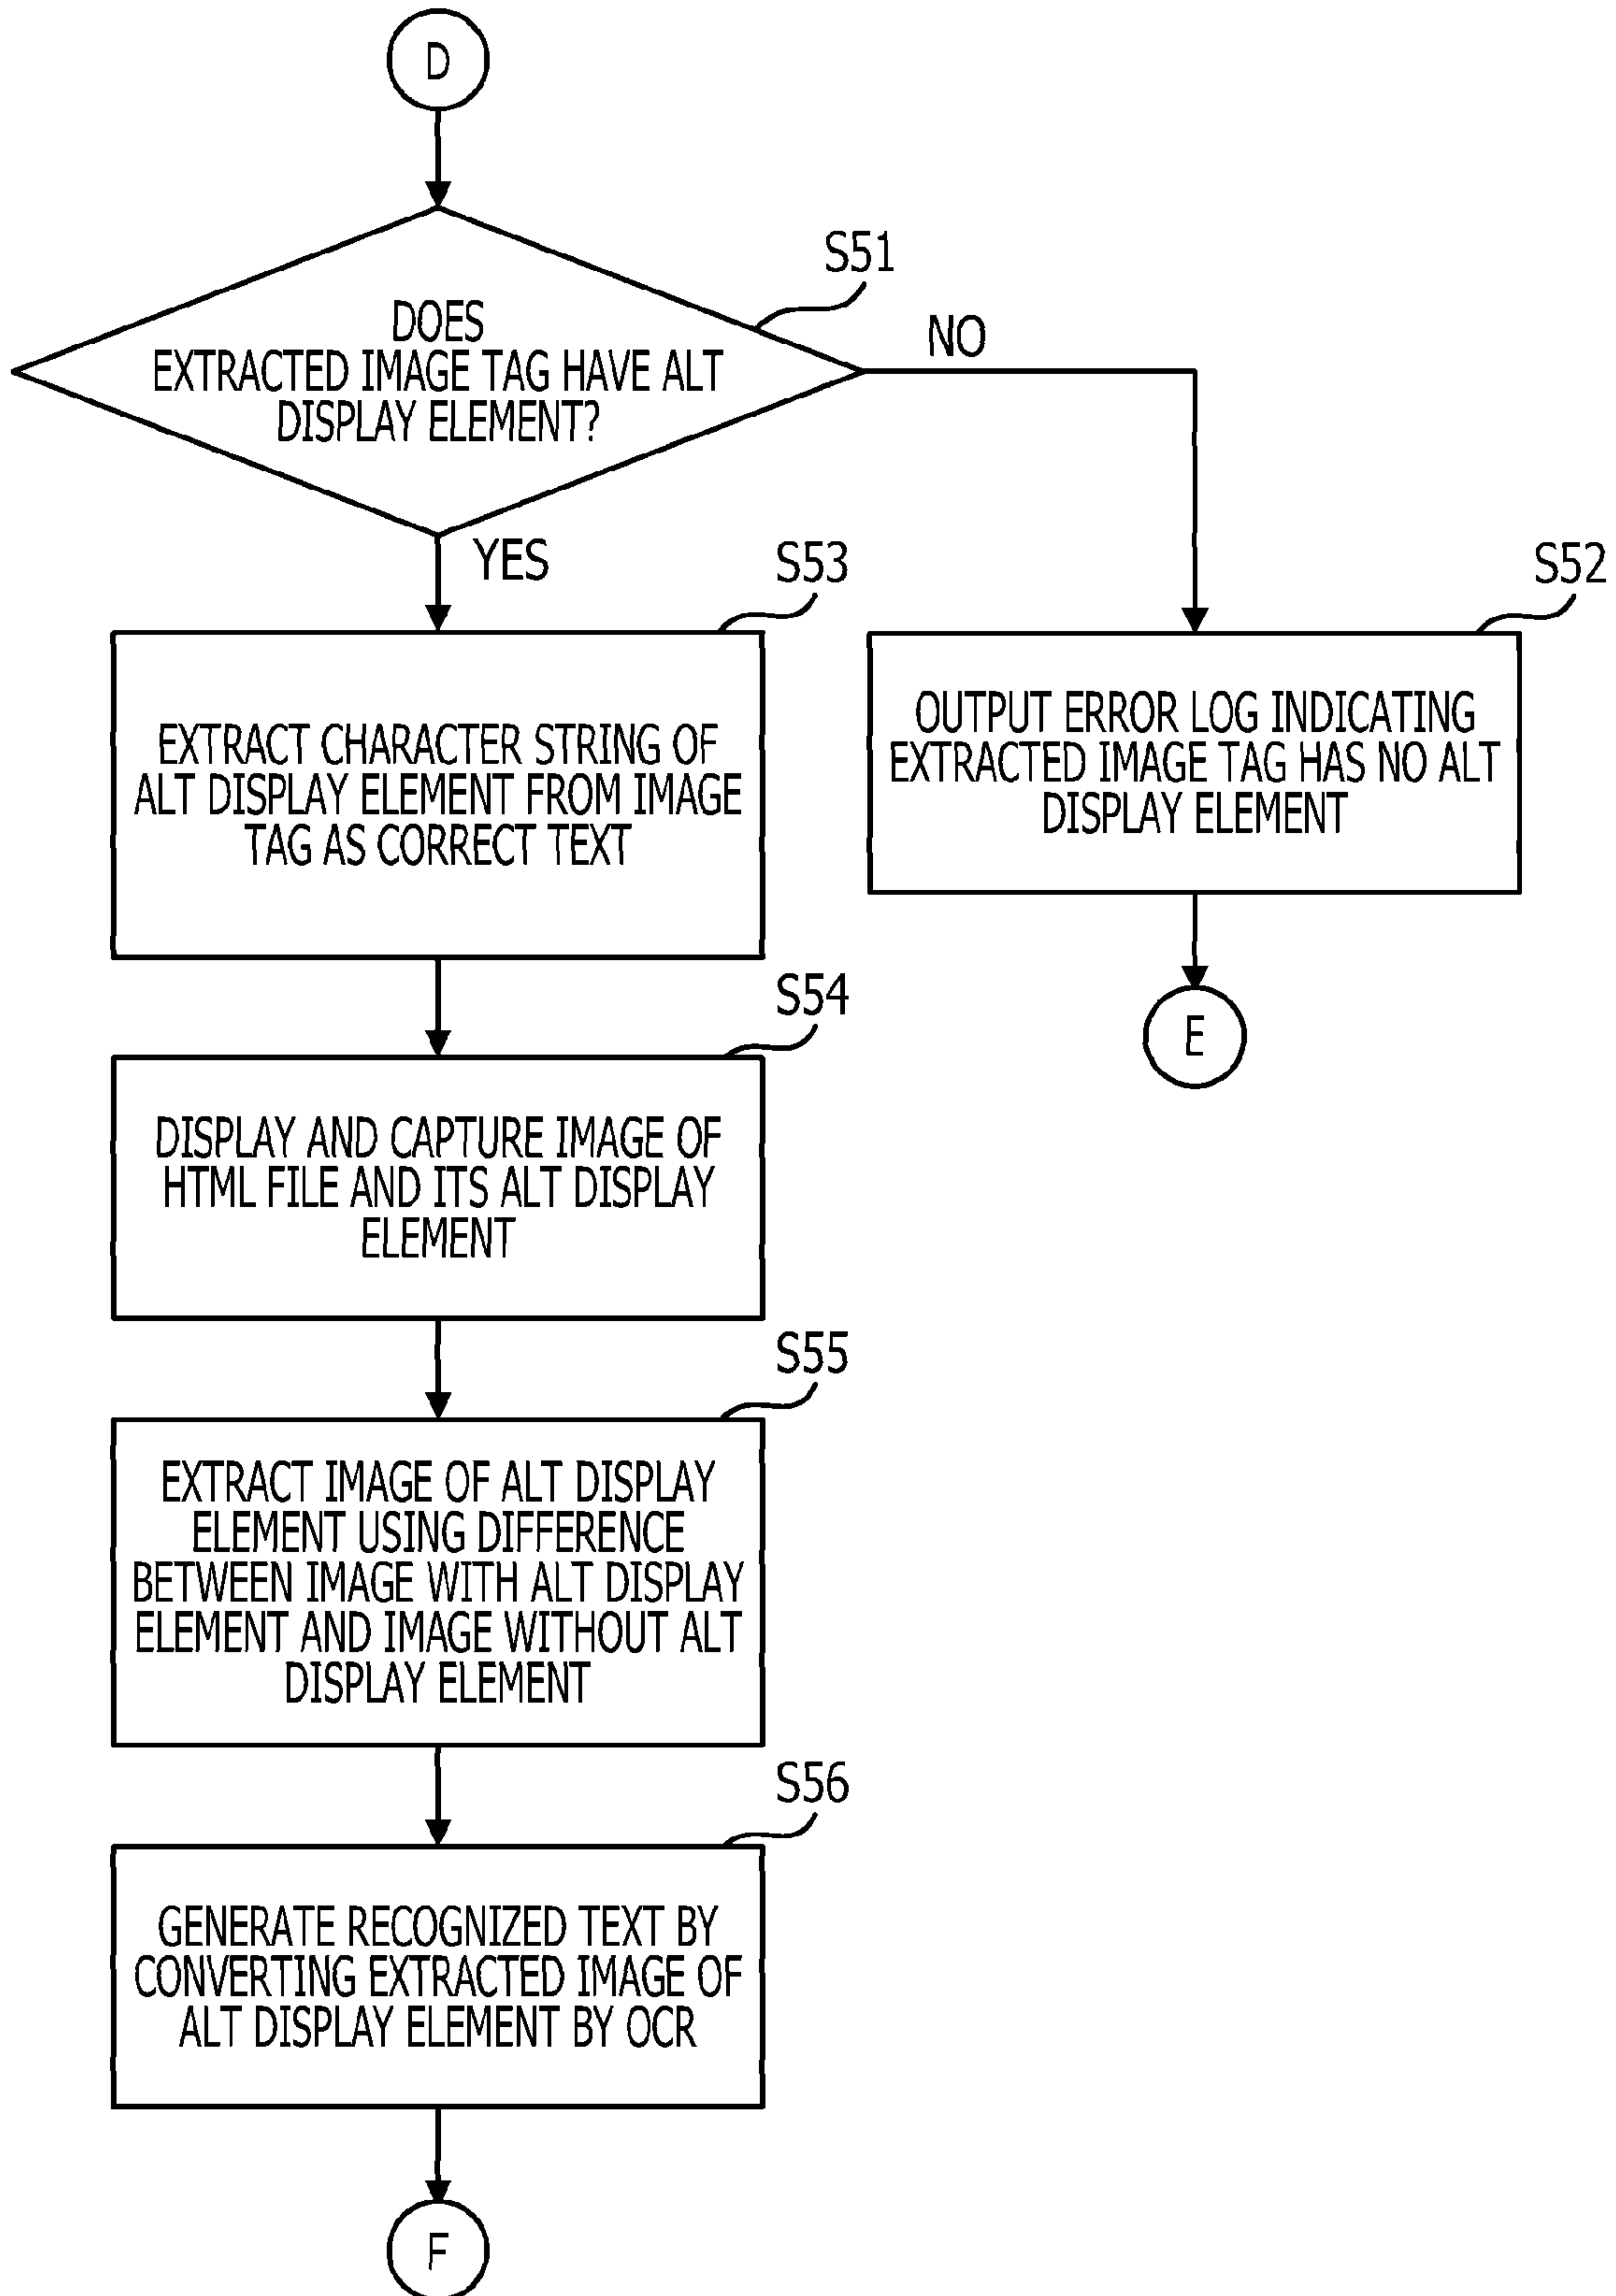 D
S51
DOES
EXTRACTED IMAGE TAG HAVE ALT
DISPLAY ELEMENT?
NO
YES
S53
EXTRACT CHARACTER STRING OF
ALT DISPLAY ELEMENT FROM IMAGE
TAG AS CORRECT TEXT
S52
OUTPUT ERROR LOG INDICATING
EXTRACTED IMAGE TAG HAS NO ALT
DISPLAY ELEMENT
E
S54
DISPLAY AND CAPTURE IMAGE OF
HTML FILE AND ITS ALT DISPLAY
ELEMENT
S55
EXTRACT IMAGE OF ALT DISPLAY
ELEMENT USING DIFFERENCE
BETWEEN IMAGE WITH ALT DISPLAY
ELEMENT AND IMAGE WITHOUT ALT
DISPLAY ELEMENT
S56
GENERATE RECOGNIZED TEXT BY
CONVERTING EXTRACTED IMAGE OF
ALT DISPLAY ELEMENT BY OCR
F